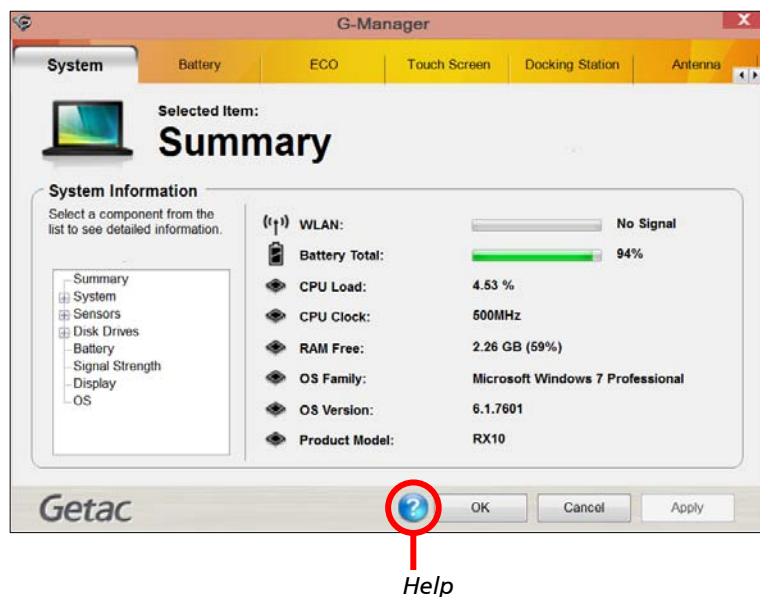 G-Manager
X
System Battery ECO Touch Screen Docking Station Antenna
Selected Item:
Summary
System Information
Select a component from the
list to see detailed information.
Summary
System
Sensors
Disk Drives
Battery
Signal Strength
Display
OS
WLAN: No Signal
Battery Total: 94%
CPU Load: 4.53 %
CPU Clock: 500MHz
RAM Free: 2.26 GB (59%)
OS Family: Microsoft Windows 7 Professional
OS Version: 6.1.7601
Product Model: RX10
Getac
? OK Cancel Apply
Help